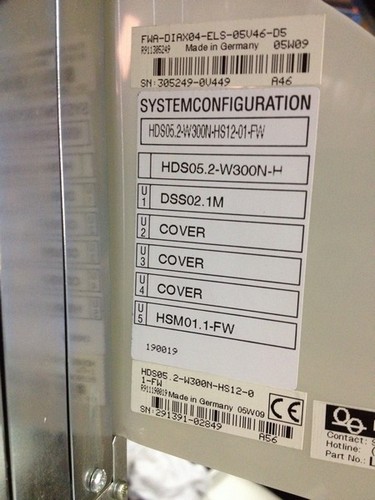 FWA-DIAX04-ELS-05V46-D5
R911305249 Made in Germany 05W09
SN: 305249-0V449 A46
SYSTEMCONFIGURATION
HDS05.2-W300N-HS12-01-FW
HDS05.2-W300N-H
U1 DSS02.1M
U2 COVER
U3 COVER
U4 COVER
U5 HSM01.1-FW
190019
HDS05.2-W300N-HS12-0
1-FW
R911190019 Made in Germany 05W09
SN: 291391-02849 A56
CE
Contact:
Hotline:
Part No.: